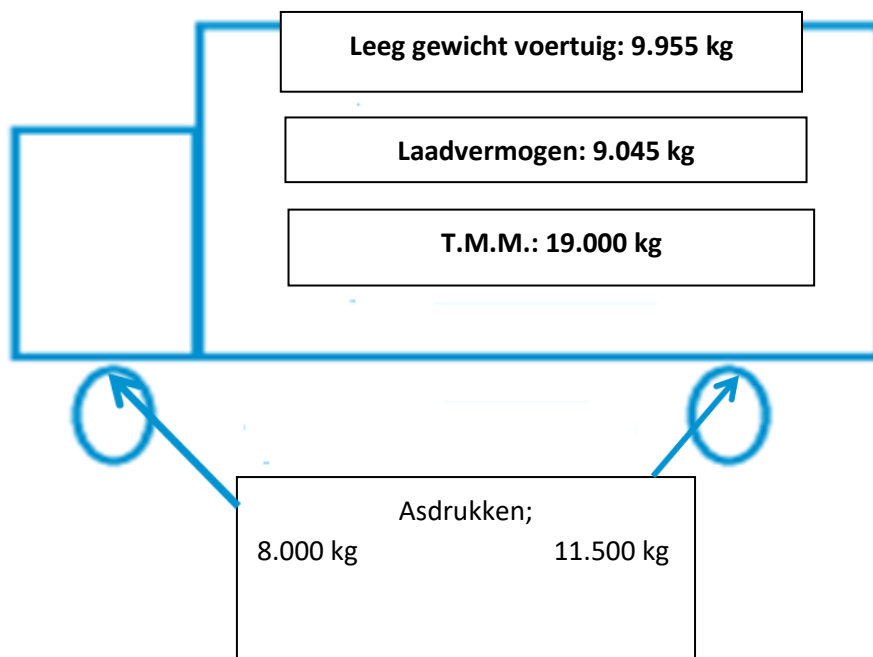 Leeg gewicht voertuig: 9.955 kg
Laadvermogen: 9.045 kg
T.M.M.: 19.000 kg
Asdrukken;
8.000 kg 11.500 kg